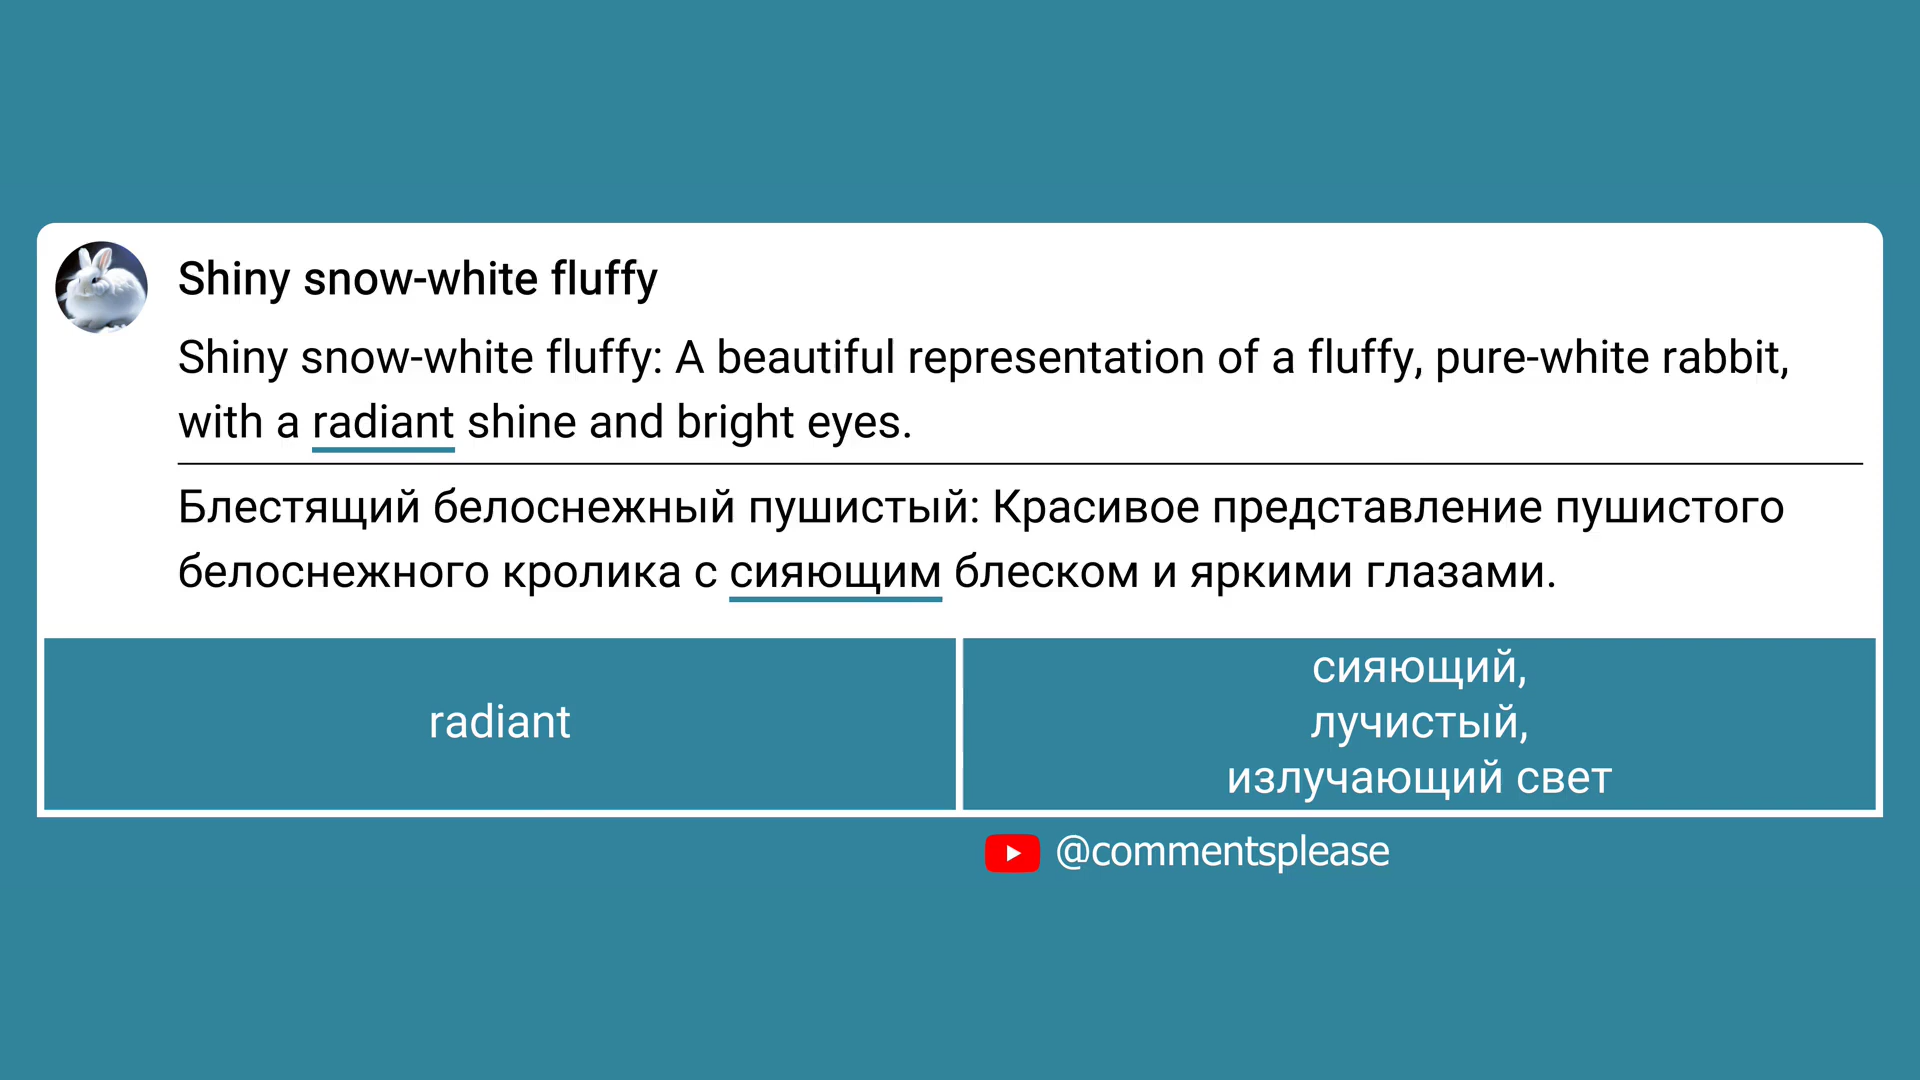 Shiny snow-white fluffy
Shiny snow-white fluffy: A beautiful representation of a fluffy, pure-white rabbit,
with a radiant shine and bright eyes.
Блестящий белоснежный пушистый: Красивое представление пушистого
белоснежного кролика с сияющим блеском и яркими глазами.
radiant
сияющий,
лучистый,
излучающий свет
@commentsplease